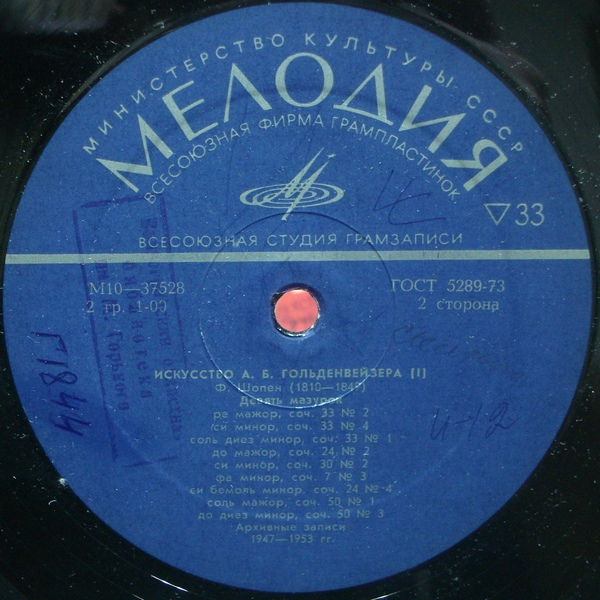 МИНИСТЕРСТВО КУЛЬТУРЫ СССР
МЕЛОДИЯ
ВСЕСОЮЗНАЯ ФИРМА ГРАМПЛАСТИНОК
33
ВСЕСОЮЗНАЯ СТУДИЯ ГРАМЗАПИСИ
М10—37528
ГОСТ 5289-73
2 гр. 1-00
2 сторона
ИСКУССТВО А. Б. ГОЛЬДЕНВЕЙЗЕРА (I)
Ф. Шопен (1810—1849)
Девять мазурок
ре мажор, соч. 33 № 2
си минор, соч. 33 № 4
соль диез минор, соч. 33 № 1
до мажор, соч. 24 № 2
си минор, соч. 30 № 2
фа минор, соч. 7 № 3
си бемоль минор, соч. 24 № 4
соль мажор, соч. 50 № 1
до диез минор, соч. 50 № 3
Архивные записи
1947—1953 гг.
библиотека
Горького
П1844